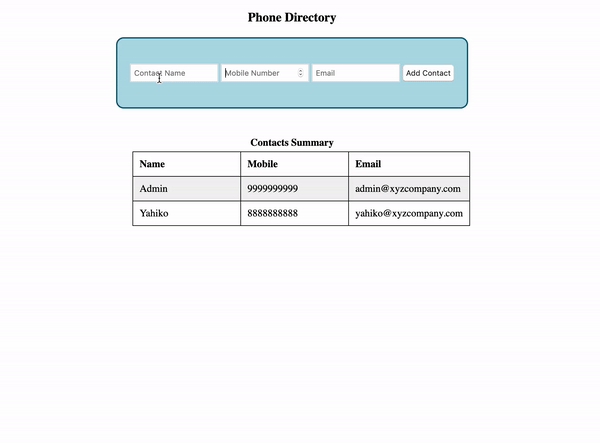 Phone Directory
Contact Name Mobile Number Email Add Contact
Contacts Summary
Name Mobile Email
Admin 9999999999 admin@xyzcompany.com
Yahiko 8888888888 yahiko@xyzcompany.com